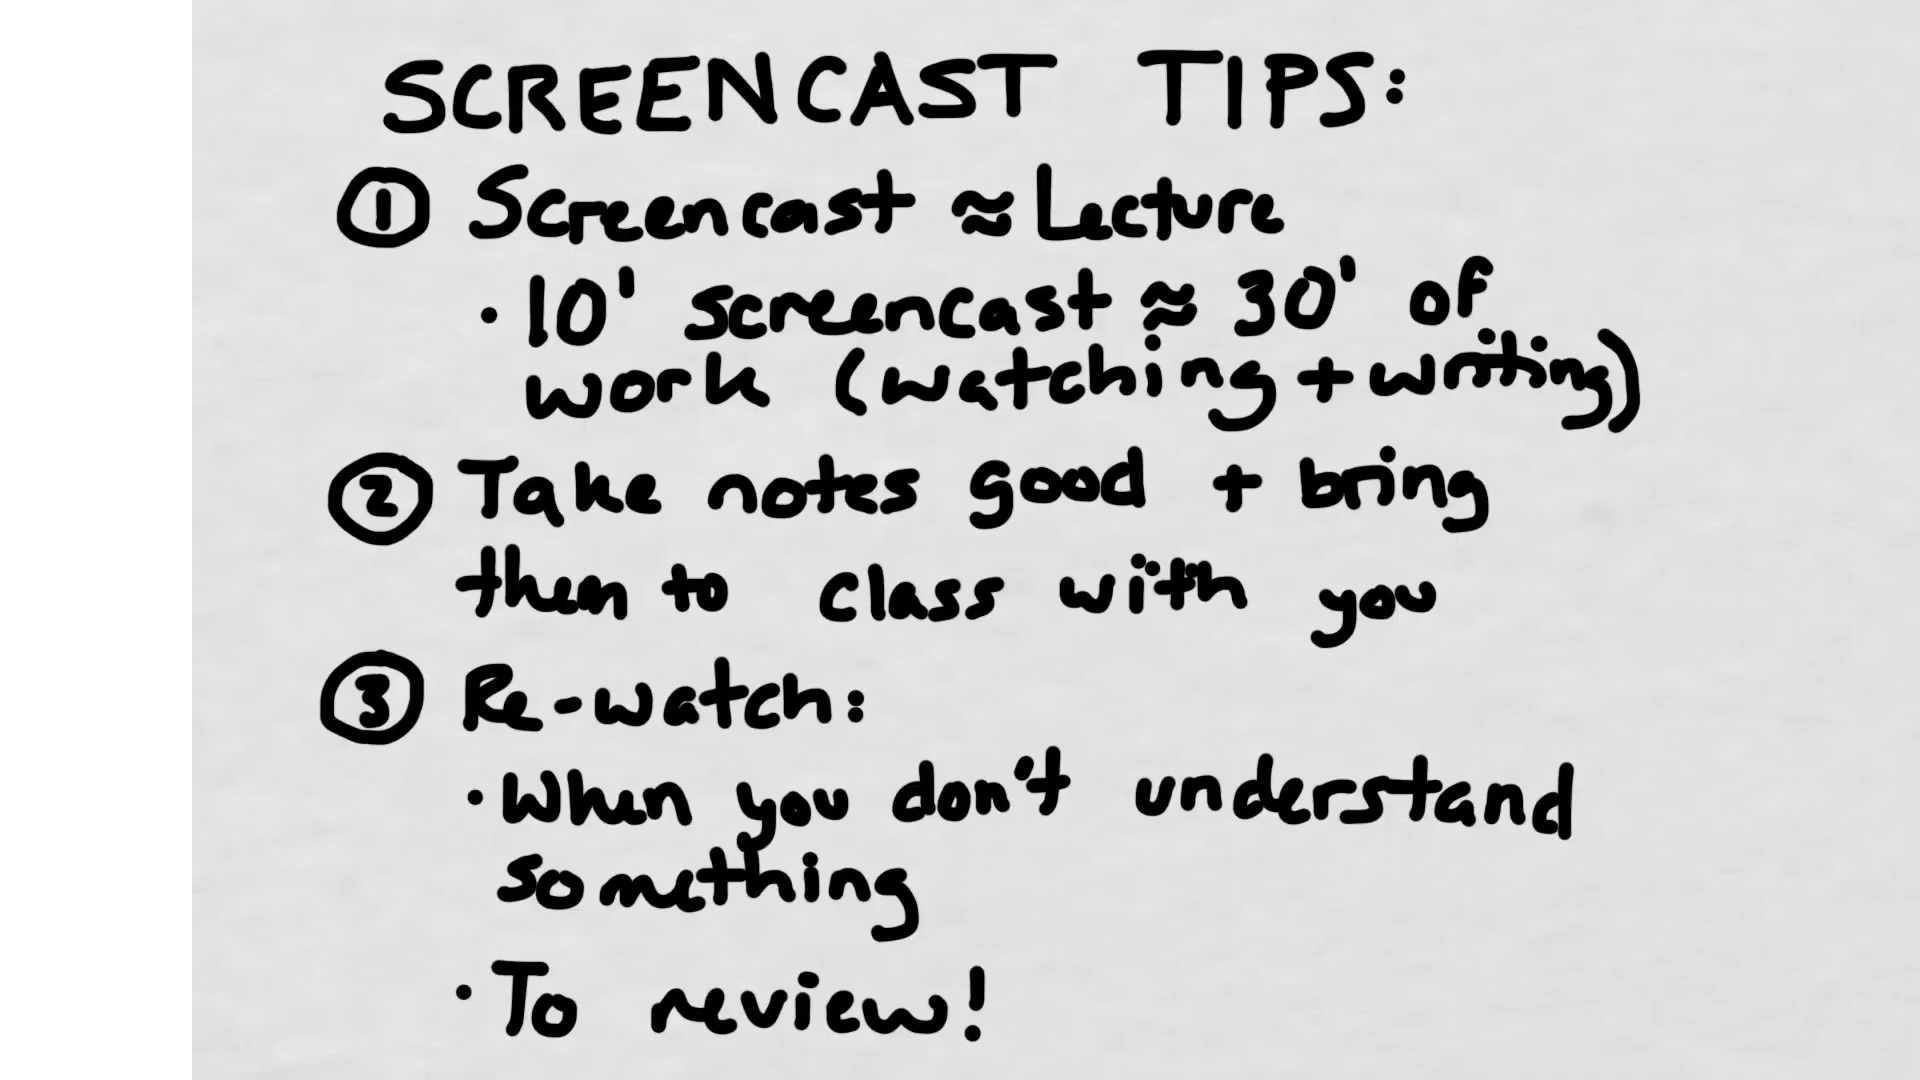 SCREENCAST TIPS:
① Screencast ≈ Lecture
· 10' screencast ≈ 30' of
work (watching + writing)
② Take notes good + bring
them to class with you
③ Re-watch:
· When you don't understand
something
· To review!